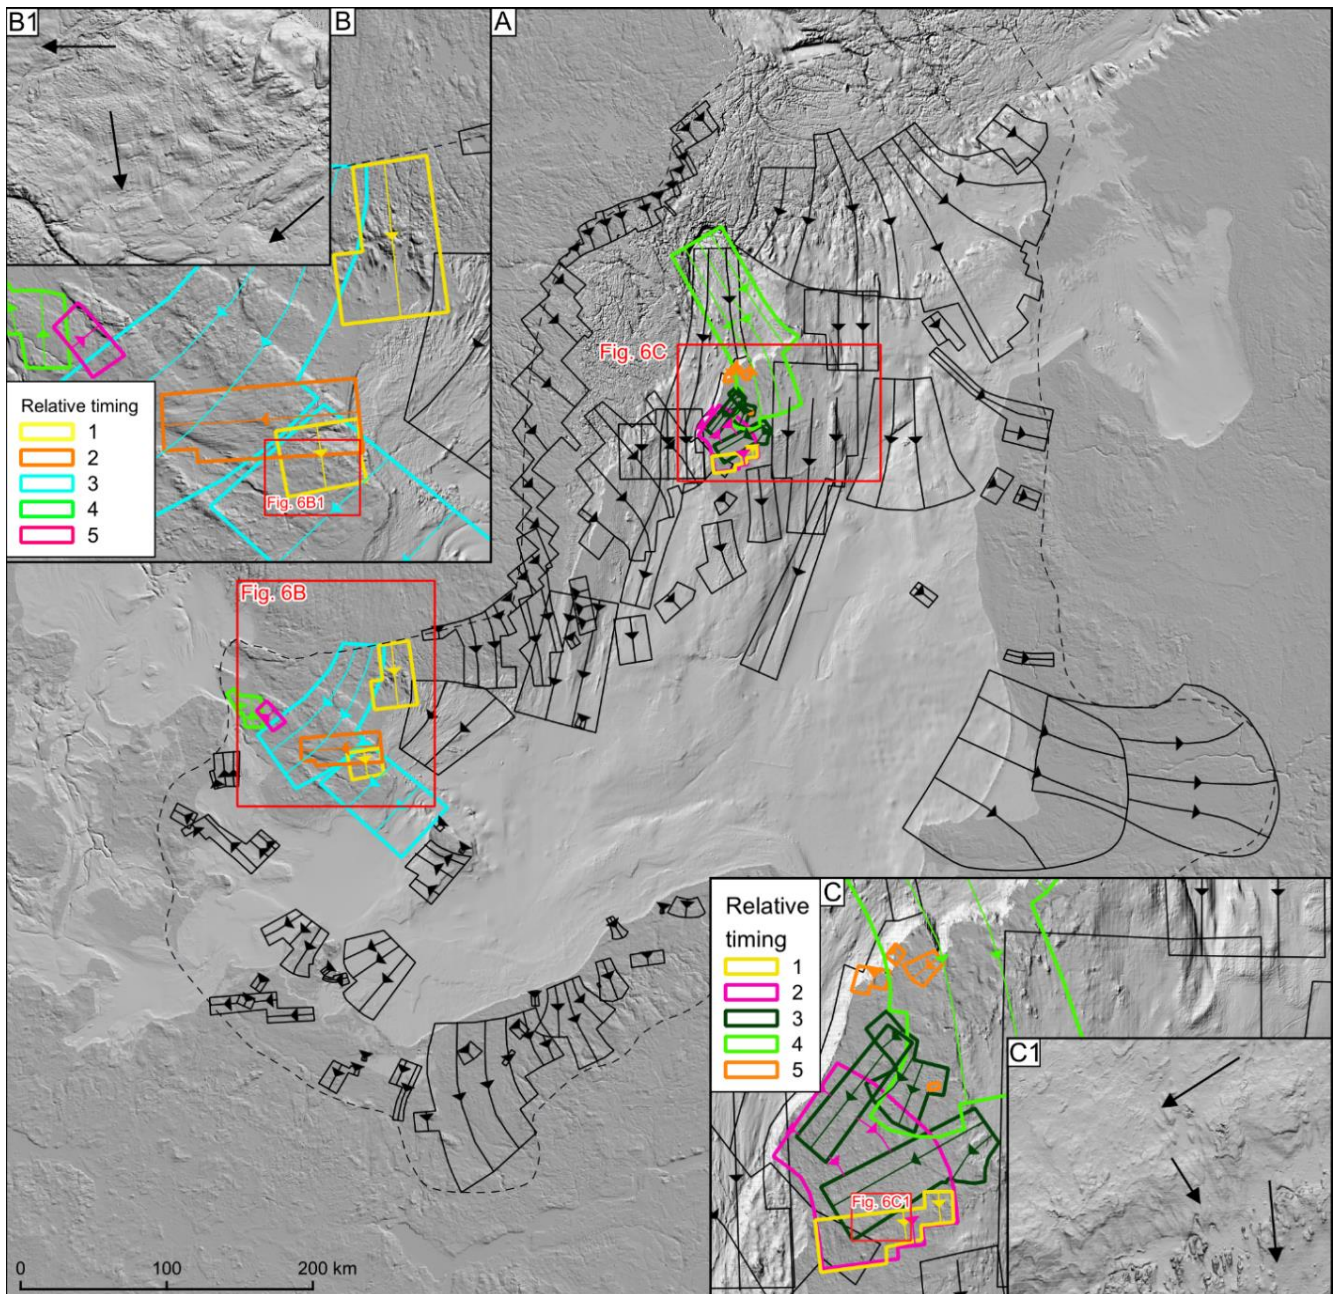 B1
B
A
Fig. 6C
Relative timing
1
2
3
4
5
Fig. 6B1
Fig. 6B
C
Relative
timing
1
2
3
4
5
C1
Fig. 6C1
0 100 200 km